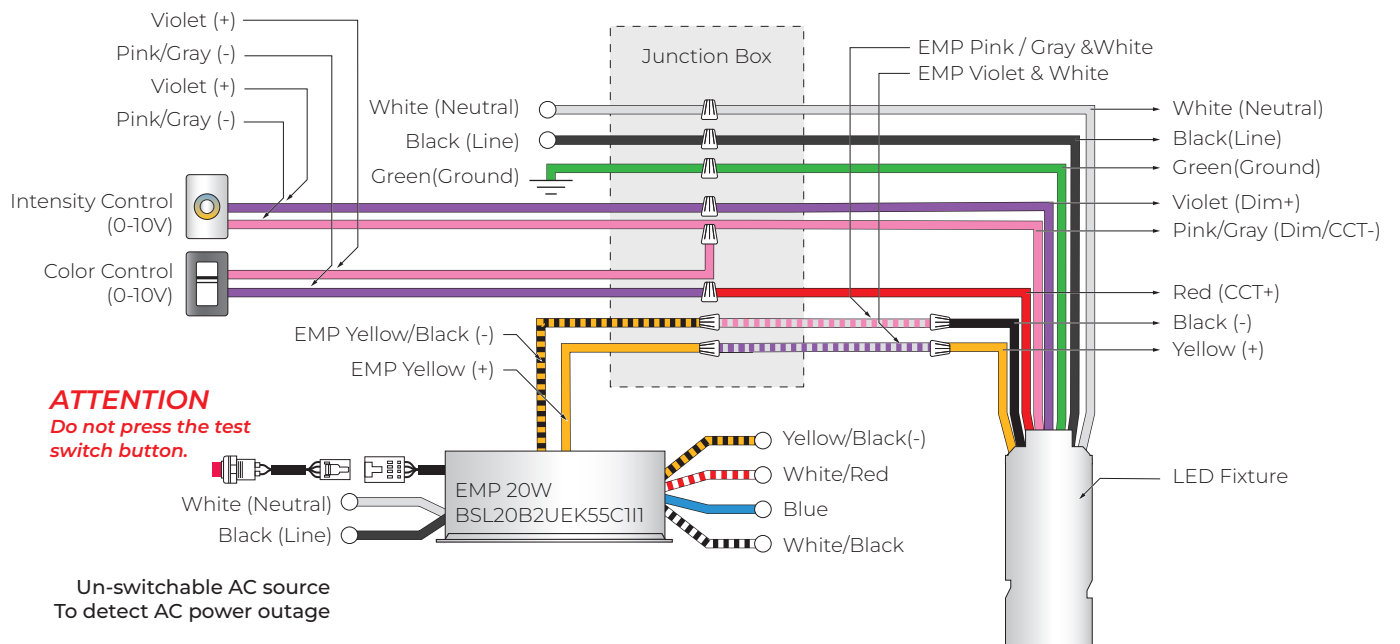 Violet (+)
Pink/Gray (-)
Violet (+)
Pink/Gray (-)
Junction Box
EMP Pink / Gray &White
EMP Violet & White
White (Neutral)
Black (Line)
Green(Ground)
White (Neutral)
Black(Line)
Green(Ground)
Violet (Dim+)
Pink/Gray (Dim/CCT-)
Red (CCT+)
Black (-)
Yellow (+)
Intensity Control
(0-10V)
Color Control
(0-10V)
EMP Yellow/Black (-)
EMP Yellow (+)
ATTENTION
Do not press the test
switch button.
White (Neutral)
Black (Line)
EMP 20W
BSL20B2UEK55C1I1
Yellow/Black(-)
White/Red
Blue
White/Black
LED Fixture
Un-switchable AC source
To detect AC power outage